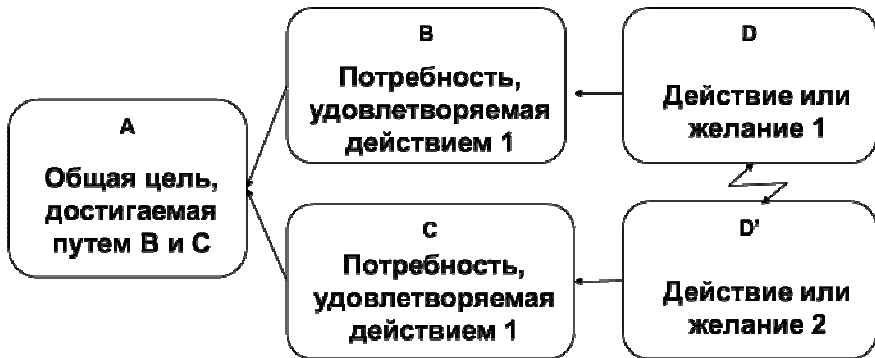 A
Общая цель,
достигаемая
путем В и С
B
Потребность,
удовлетворяемая
действием 1
C
Потребность,
удовлетворяемая
действием 1
D
Действие или
желание 1
D'
Действие или
желание 2